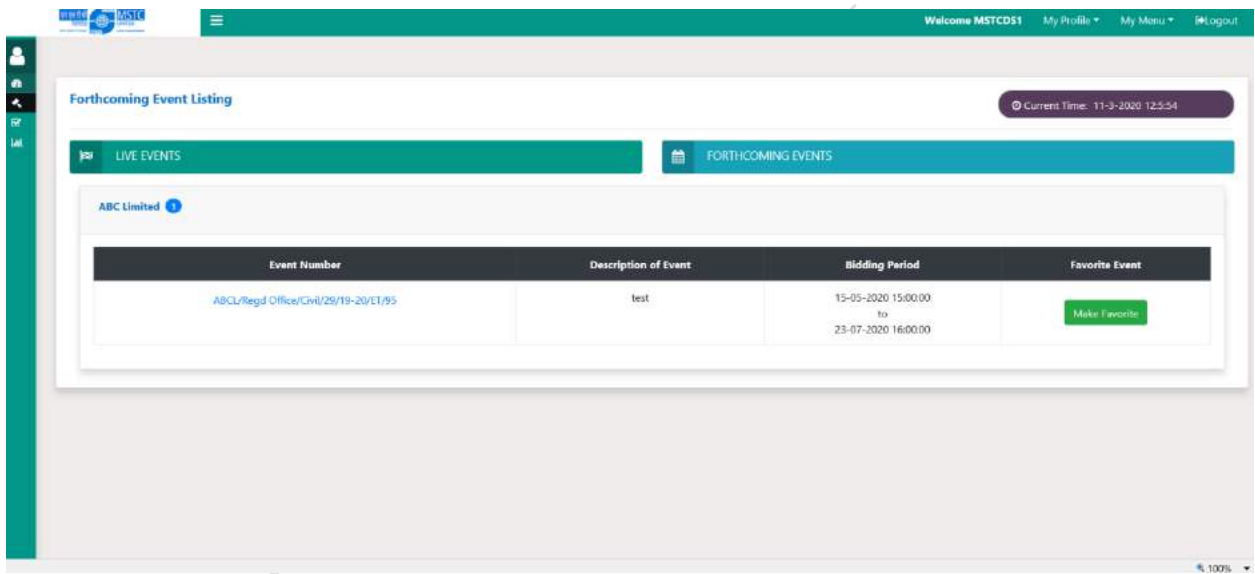 MSTC
Welcome MSTCDS1 My Profile My Menu Logout
Forthcoming Event Listing
Current Time: 11-3-2020 12:5:54
LIVE EVENTS
FORTHCOMING EVENTS
ABC Limited 1
Event Number Description of Event Bidding Period Favorite Event
ABCL/Regd Office/Civil/29/19-20/ET/95 test 15-05-2020 15:00:00
to
23-07-2020 16:00:00
Make Favorite
100%